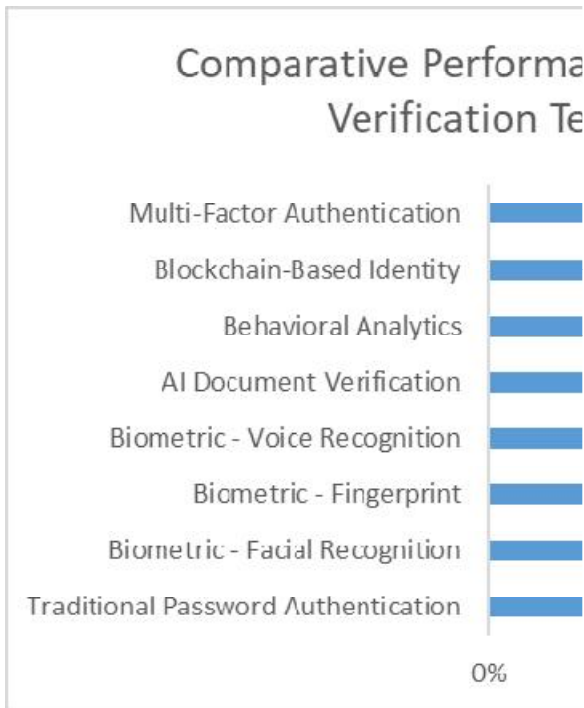 Comparative Performa
Verification Te
Multi-Factor Authentication
Blockchain-Based Identity
Behavioral Analytics
AI Document Verification
Biometric - Voice Recognition
Biometric - Fingerprint
Biometric - Facial Recognition
Traditional Password Authentication
0%